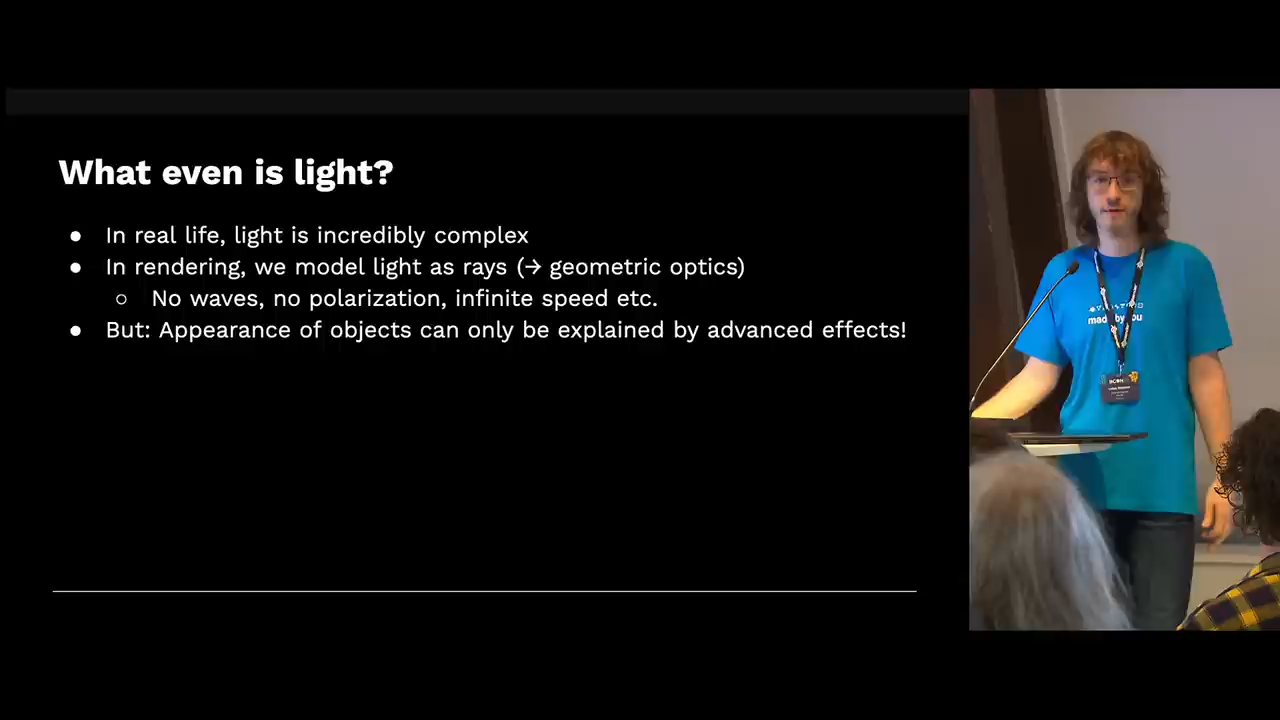 What even is light?
● In real life, light is incredibly complex
● In rendering, we model light as rays (→ geometric optics)
○ No waves, no polarization, infinite speed etc.
● But: Appearance of objects can only be explained by advanced effects!
made by you